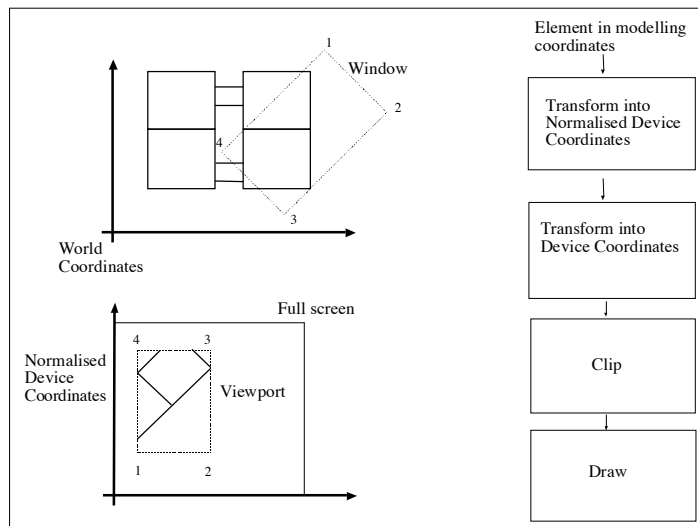 1
Window
2
4
3
World
Coordinates
Full screen
4
3
Normalised
Device
Coordinates
Viewport
1
2
Element in modelling
coordinates
Transform into
Normalised Device
Coordinates
Transform into
Device Coordinates
Clip
Draw